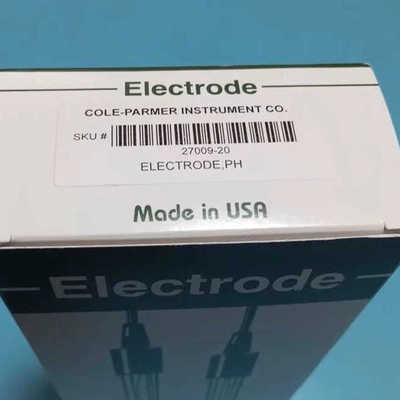 Electrode
COLE-PARMER INSTRUMENT CO.
SKU #
27009-20
ELECTRODE,PH
Made in USA
Electrode